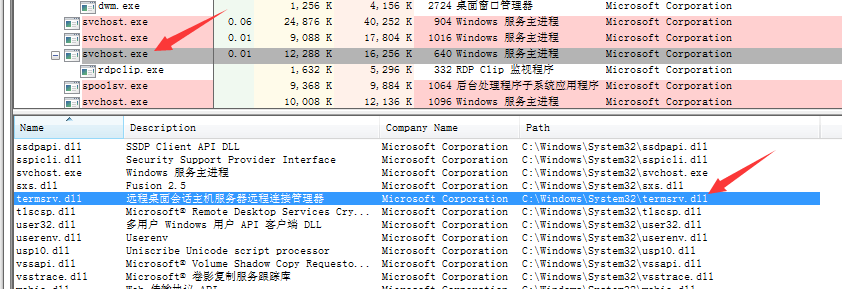 dwm.exe 1,256 K 4,156 K 2724 桌面窗口管理器 Microsoft Corporation
svchost.exe 0.06 24,876 K 40,252 K 904 Windows 服务主进程 Microsoft Corporation
svchost.exe 0.01 9,088 K 17,804 K 1016 Windows 服务主进程 Microsoft Corporation
svchost.exe 0.01 12,288 K 16,256 K 640 Windows 服务主进程 Microsoft Corporation
rdpclip.exe 1,632 K 5,296 K 332 RDP Clip 监视程序 Microsoft Corporation
spoolsv.exe 9,368 K 9,884 K 1064 后台处理程序子系统应用程序 Microsoft Corporation
svchost.exe 10,008 K 12,136 K 1096 Windows 服务主进程 Microsoft Corporation
Name Description Company Name Path
ssdpapi.dll SSDP Client API DLL Microsoft Corporation C:\Windows\System32\ssdpapi.dll
sspicli.dll Security Support Provider Interface Microsoft Corporation C:\Windows\System32\sspicli.dll
svchost.exe Windows 服务主进程 Microsoft Corporation C:\Windows\System32\svchost.exe
sxs.dll Fusion 2.5 Microsoft Corporation C:\Windows\System32\sxs.dll
termsrv.dll 远程桌面会话主机服务器远程连接管理器 Microsoft Corporation C:\Windows\System32\termsrv.dll
tlscsp.dll Microsoft® Remote Desktop Services Cry... Microsoft Corporation C:\Windows\System32\tlscsp.dll
user32.dll 多用户 Windows 用户 API 客户端 DLL Microsoft Corporation C:\Windows\System32\user32.dll
userenv.dll Userenv Microsoft Corporation C:\Windows\System32\userenv.dll
usp10.dll Uniscribe Unicode script processor Microsoft Corporation C:\Windows\System32\usp10.dll
vssapi.dll Microsoft® Volume Shadow Copy Requesto... Microsoft Corporation C:\Windows\System32\vssapi.dll
vsstrace.dll Microsoft® 卷影复制服务跟踪库 Microsoft Corporation C:\Windows\System32\vsstrace.dll